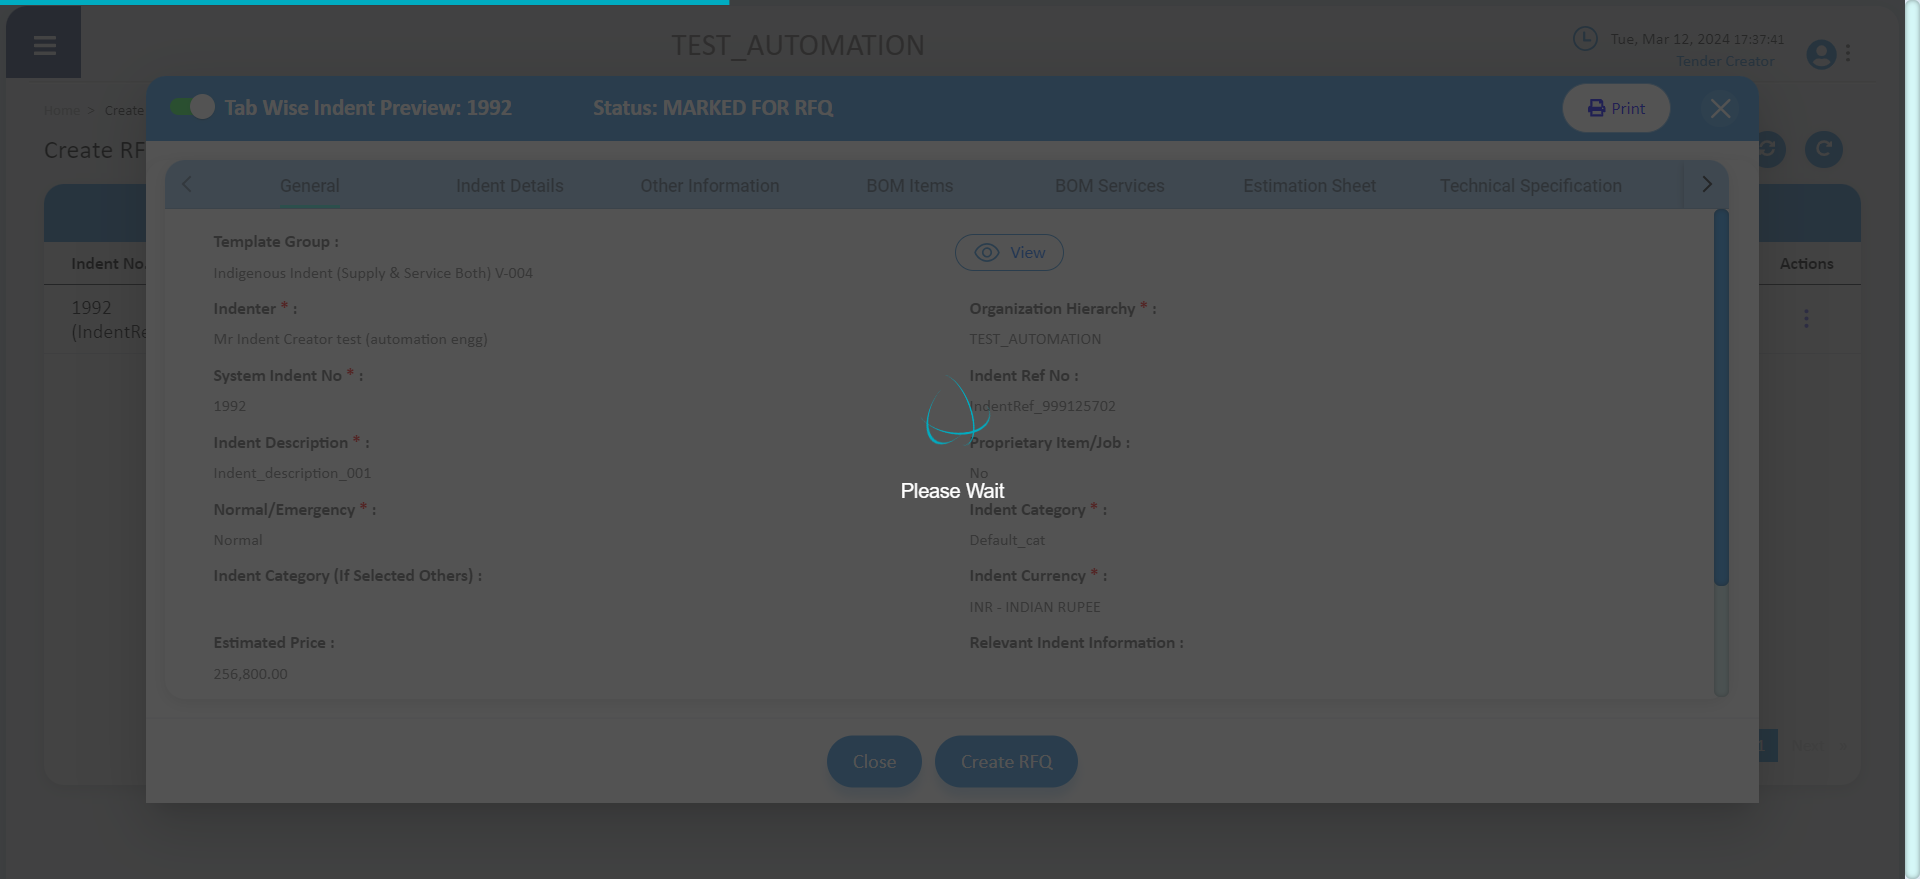 TEST_AUTOMATION
Tue, Mar 12, 2024 17:37:41
Tender Creator
Home > Create
Create RF
Tab Wise Indent Preview: 1992
Status: MARKED FOR RFQ
Print
General
Indent Details
Other Information
BOM Items
BOM Services
Estimation Sheet
Technical Specification
Indent No.
Actions
1992
(IndentRe
Template Group :
View
Indigenous Indent (Supply & Service Both) V-004
Indenter * :
Organization Hierarchy * :
Mr Indent Creator test (automation engg)
TEST_AUTOMATION
System Indent No * :
Indent Ref No :
1992
IndentRef_999125702
Indent Description * :
Proprietary Item/Job :
Indent_description_001
No
Please Wait
Normal/Emergency * :
Indent Category * :
Normal
Default_cat
Indent Category (If Selected Others) :
Indent Currency * :
INR - INDIAN RUPEE
Estimated Price :
Relevant Indent Information :
256,800.00
Close
Create RFQ